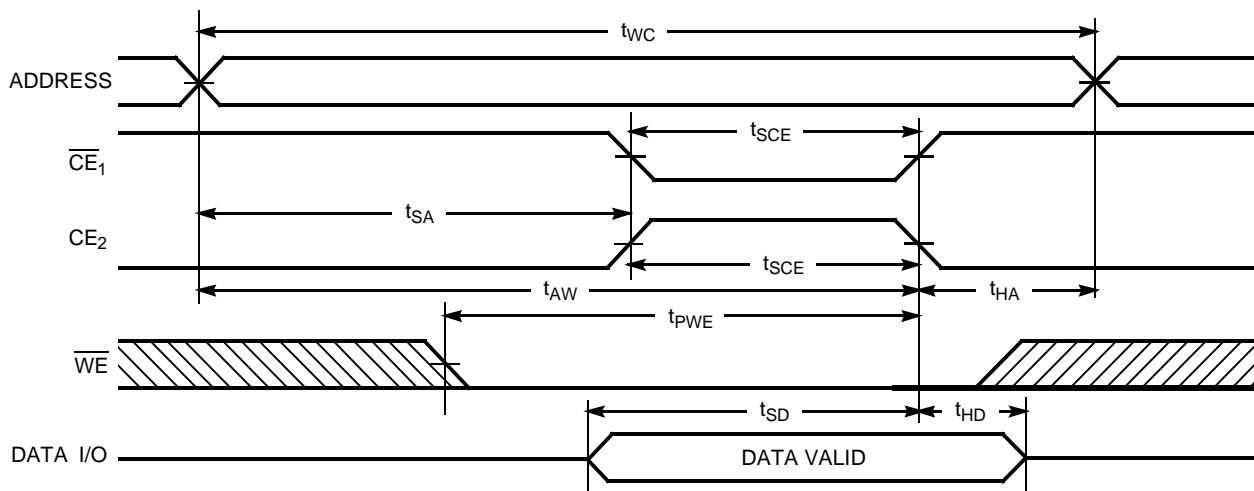 tWC
ADDRESS
tSCE
CE1
tSA
CE2
tSCE
tAW
tHA
tPWE
WE
tSD
tHD
DATA I/O
DATA VALID